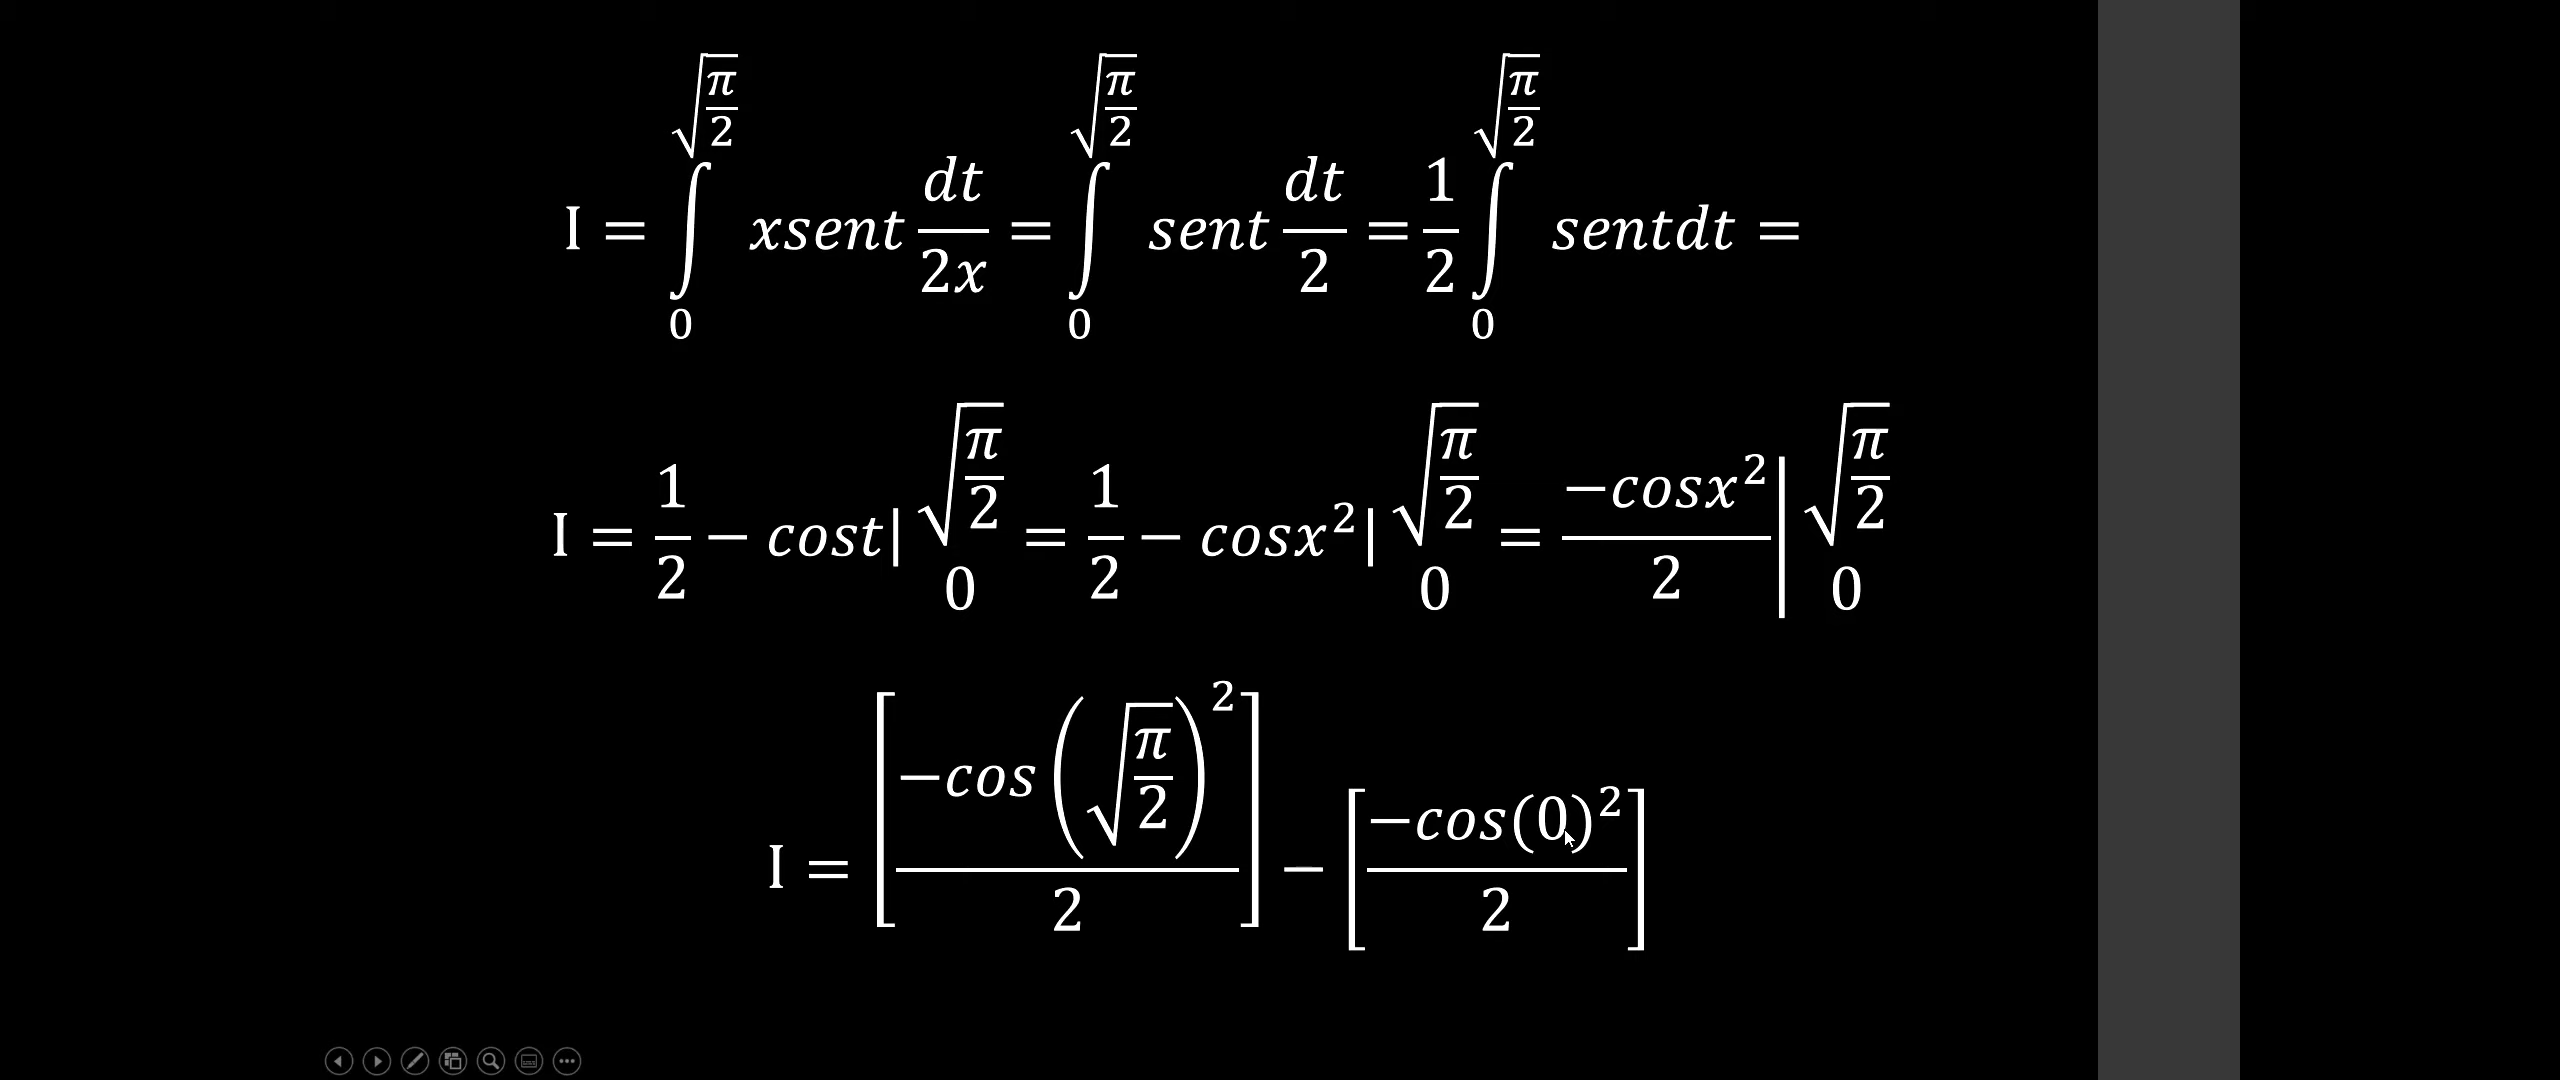 I = ∫₀^√(π/2) xsent dt/2x = ∫₀^√(π/2) sent dt/2 = 1/2 ∫₀^√(π/2) sentdt =
I = 1/2 − cost|₀^√(π/2) = 1/2 − cosx²|₀^√(π/2) = −cosx²/2 |₀^√(π/2)
I = [−cos(√(π/2))²/2] − [−cos(0)²/2]